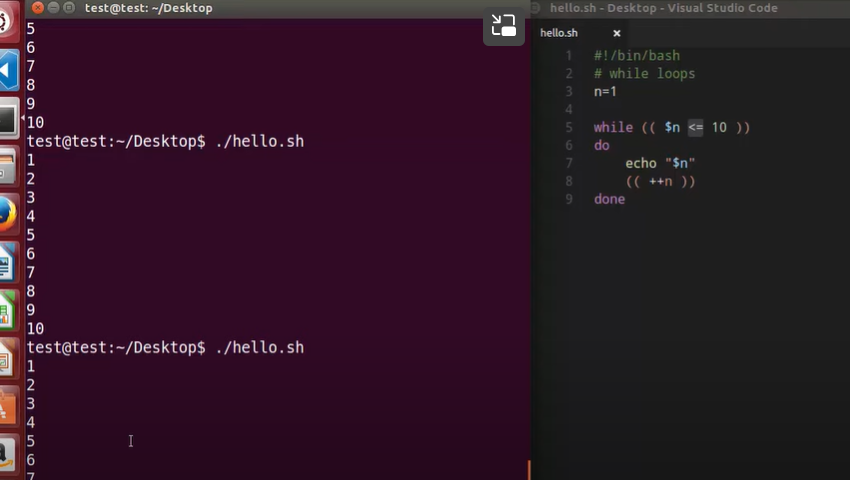 test@test: ~/Desktop
5
6
7
8
9
10
test@test:~/Desktop$ ./hello.sh
1
2
3
4
5
6
7
8
9
10
test@test:~/Desktop$ ./hello.sh
1
2
3
4
5
6
7
hello.sh - Desktop - Visual Studio Code
hello.sh ×
1 #!/bin/bash
2 # while loops
3 n=1
4
5 while (( $n <= 10 ))
6 do
7 echo "$n"
8 (( ++n ))
9 done